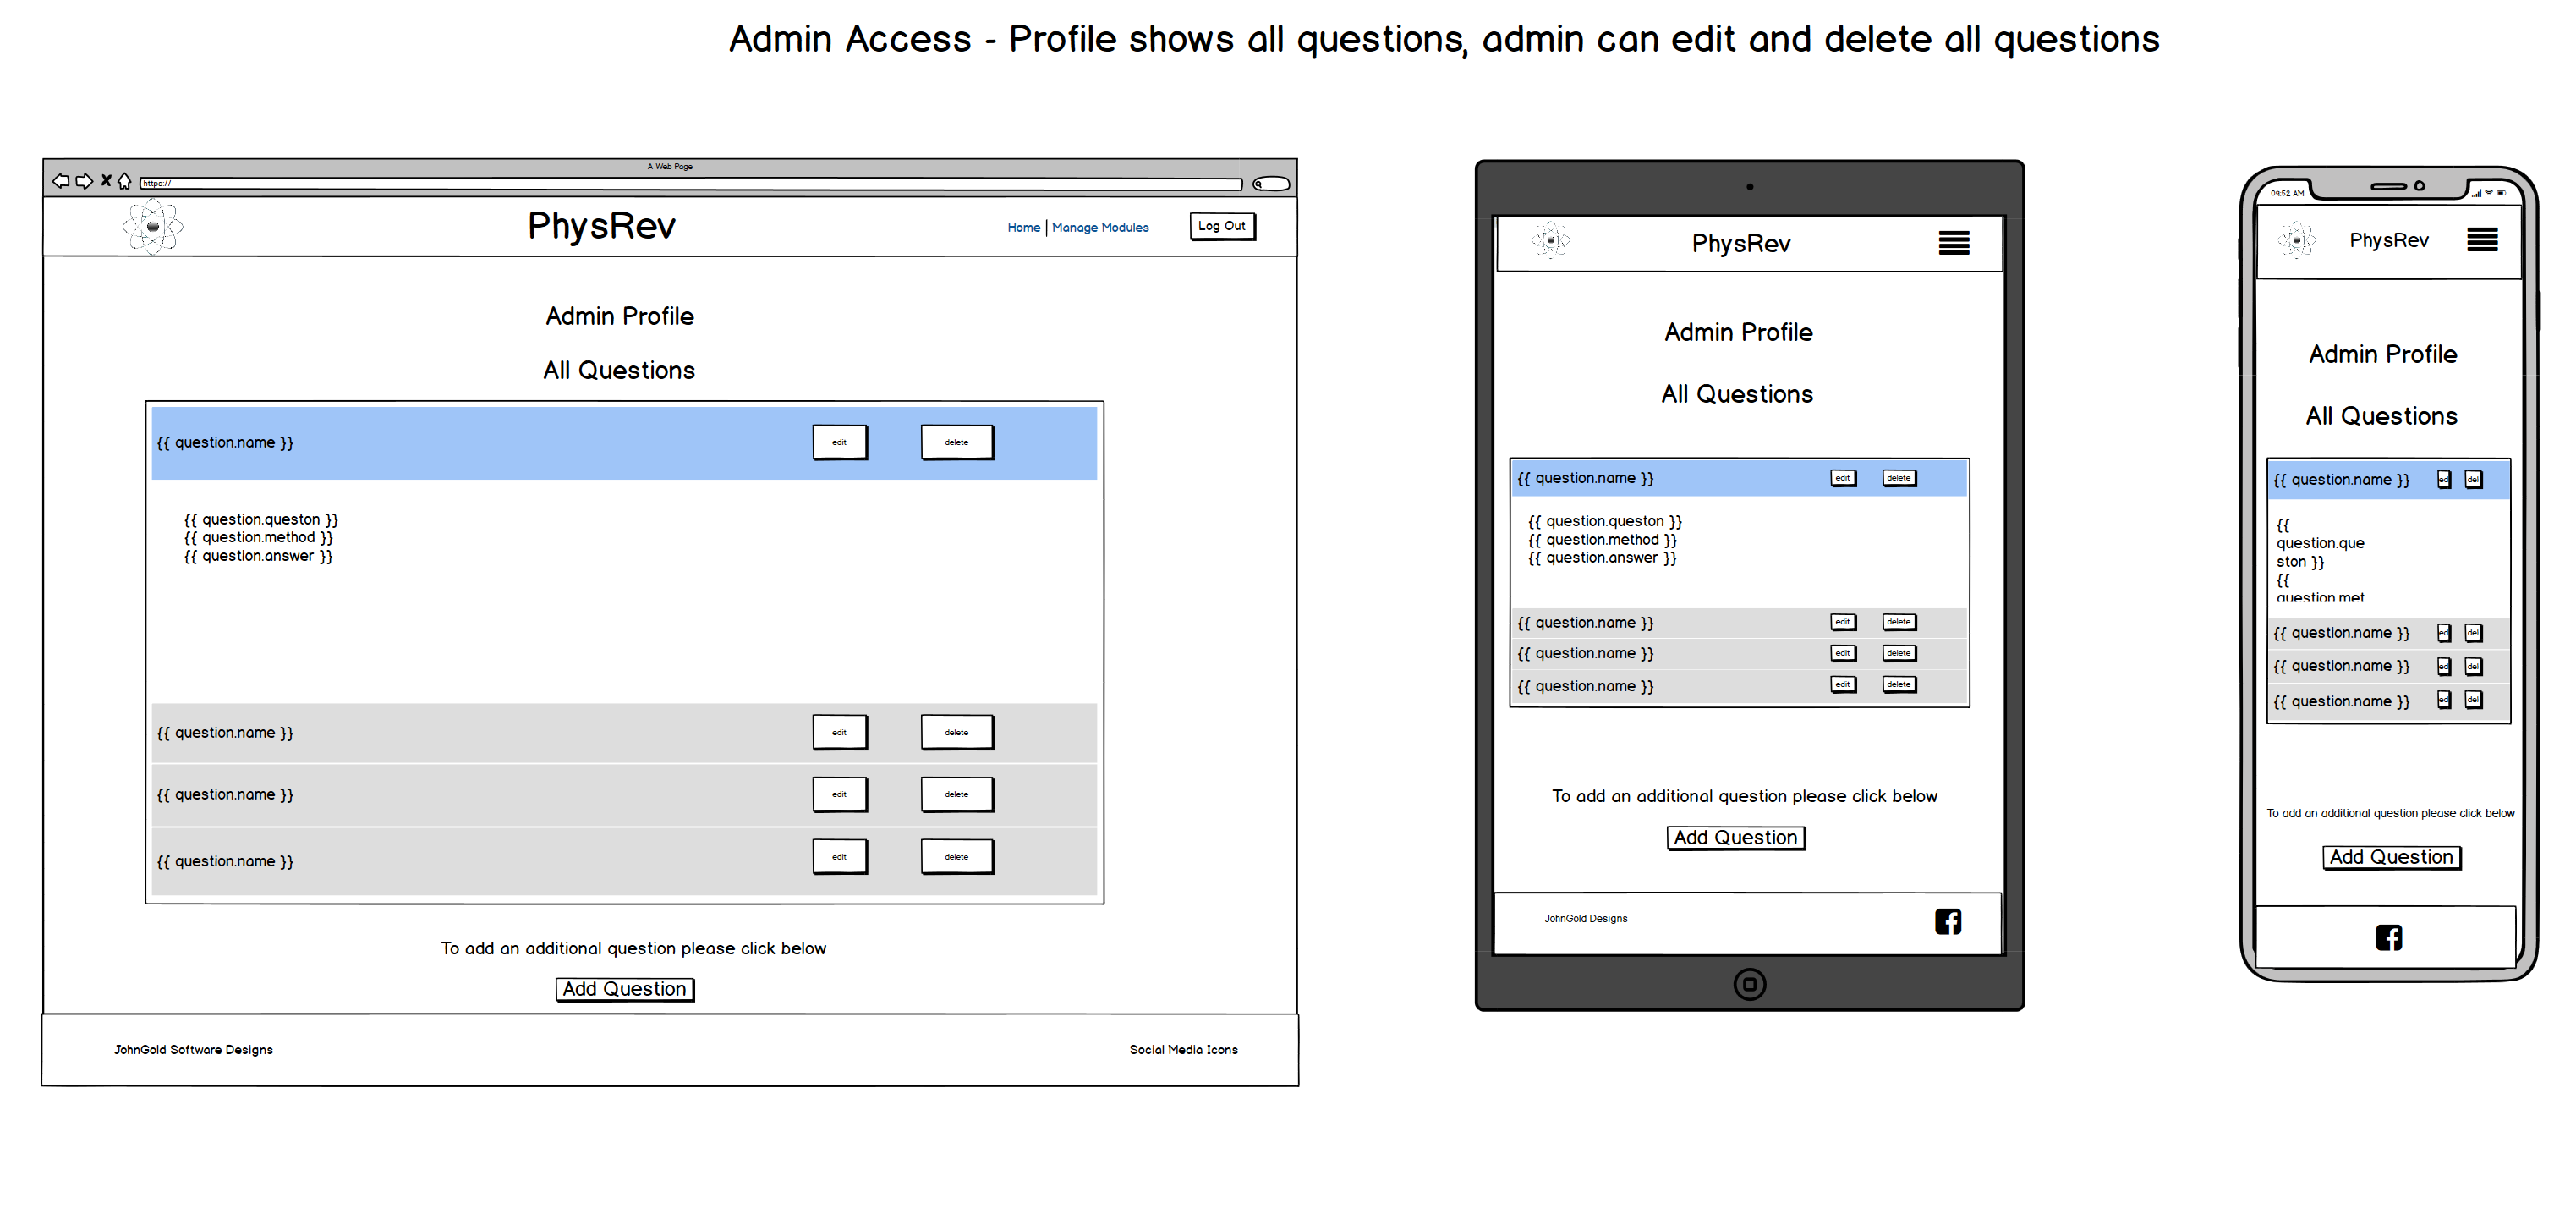 Admin Access - Profile shows all questions, admin can edit and delete all questions
A Web Page
https://
PhysRev
Home | Manage Modules
Log Out
Admin Profile
All Questions
{{ question.name }} edit delete
{{ question.queston }}
{{ question.method }}
{{ question.answer }}
{{ question.name }} edit delete
{{ question.name }} edit delete
{{ question.name }} edit delete
To add an additional question please click below
Add Question
JohnGold Software Designs
Social Media Icons
PhysRev
Admin Profile
All Questions
{{ question.name }} edit delete
{{ question.queston }}
{{ question.method }}
{{ question.answer }}
{{ question.name }} edit delete
{{ question.name }} edit delete
{{ question.name }} edit delete
To add an additional question please click below
Add Question
JohnGold Designs
09:52 AM
PhysRev
Admin Profile
All Questions
{{ question.name }} ed del
{{
question.que
ston }}
{{
question.met
{{ question.name }} ed del
{{ question.name }} ed del
{{ question.name }} ed del
To add an additional question please click below
Add Question